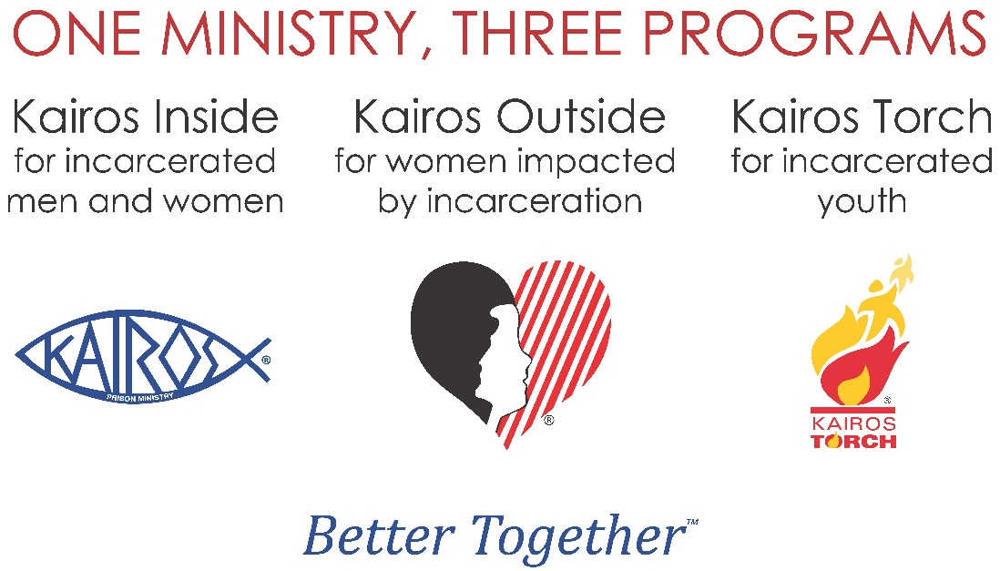 ONE MINISTRY, THREE PROGRAMS
Kairos Inside
for incarcerated
men and women
Kairos Outside
for women impacted
by incarceration
Kairos Torch
for incarcerated
youth
KAIROS ®
PRISON MINISTRY
®
®
KAIROS
TORCH
Better Together™